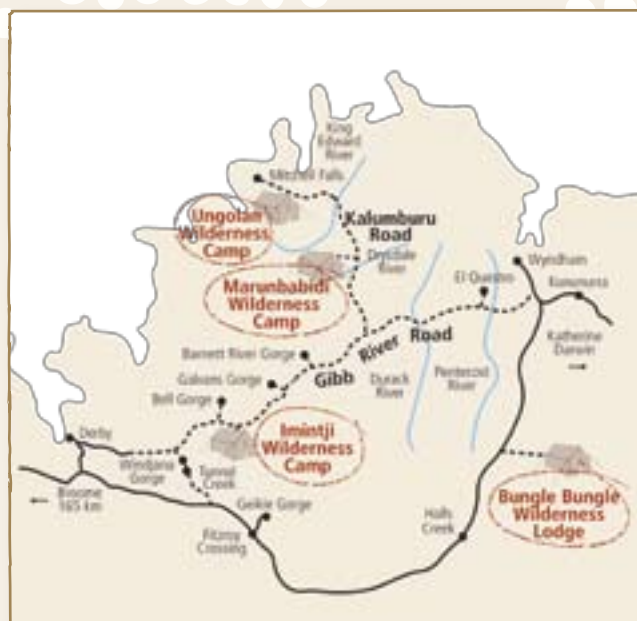 King
Edward
River
Mitchell Falls
Ungolan
Wilderness
Camp
Kalumburu
Road
Drysdale
River
Marunbabidi
Wilderness
Camp
El Questro
Wyndham
Kununurra
Katherine
Darwin
→
Barnett River Gorge
Galvans Gorge
Bell Gorge
Gibb River Road
Durack
River
Pentecost
River
Imintji
Wilderness
Camp
Derby
Windjana
Gorge
Tunnel
Creek
←
Broome
165 km
Geikie Gorge
Fitzroy
Crossing
Halls
Creek
Bungle Bungle
Wilderness
Lodge